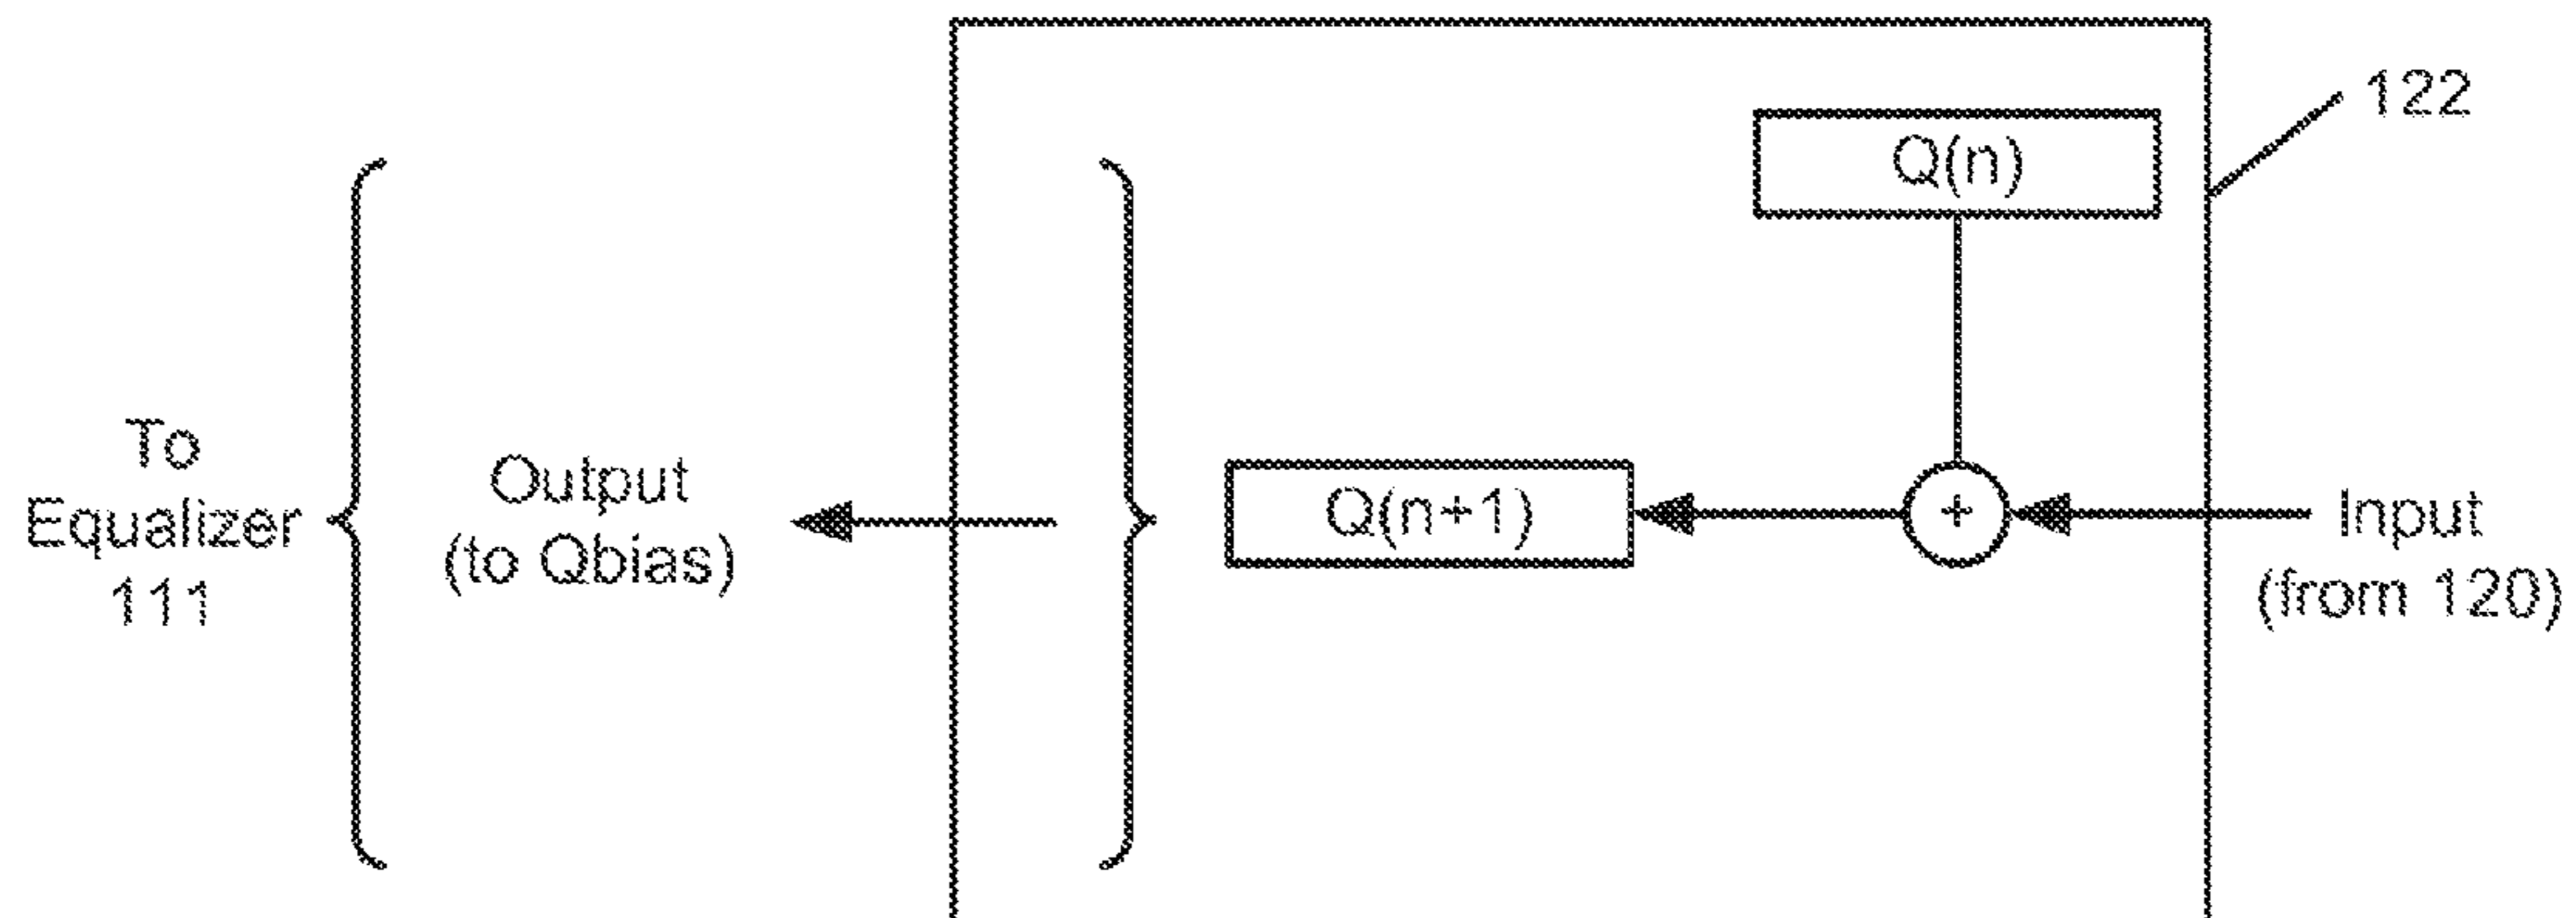 122
Q(n)
To
Equalizer
111
Output
(to Qbias)
Q(n+1)
+
Input
(from 120)